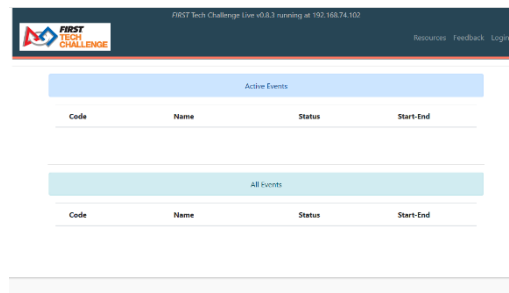 FIRST Tech Challenge Live v0.8.3 running at 192.168.74.102
FIRST
TECH
CHALLENGE
Resources Feedback Login
Active Events
Code Name Status Start-End
All Events
Code Name Status Start-End